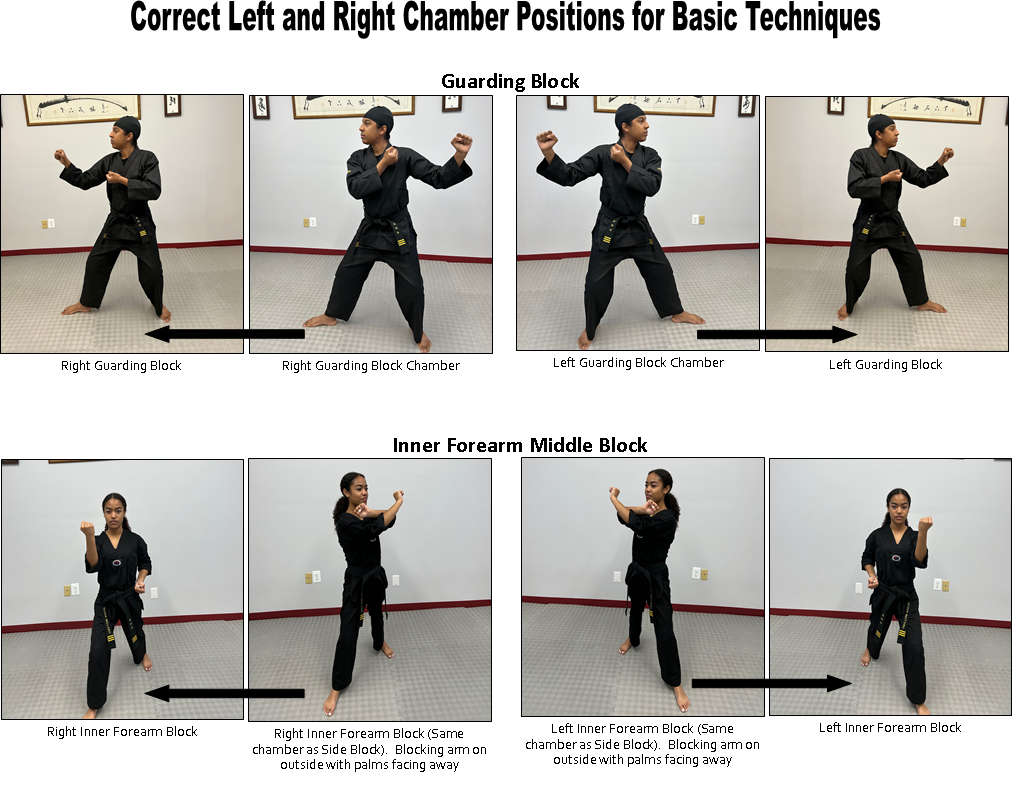 Correct Left and Right Chamber Positions for Basic Techniques
Guarding Block
Right Guarding Block
Right Guarding Block Chamber
Left Guarding Block Chamber
Left Guarding Block
Inner Forearm Middle Block
Right Inner Forearm Block
Right Inner Forearm Block (Same
chamber as Side Block).  Blocking arm on
outside with palms facing away
Left Inner Forearm Block (Same
chamber as Side Block).  Blocking arm on
outside with palms facing away
Left Inner Forearm Block